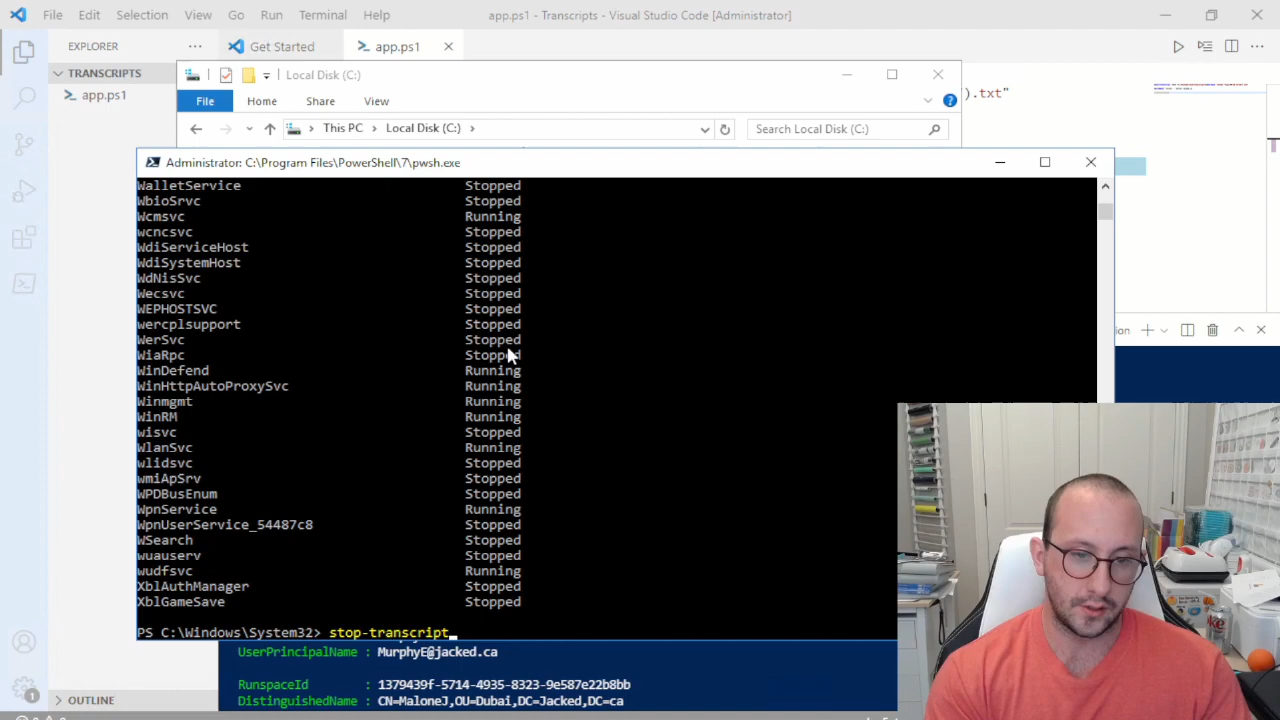 File Edit Selection View Go Run Terminal Help app.ps1 - Transcripts - Visual Studio Code [Administrator]
EXPLORER ··· Get Started app.ps1
TRANSCRIPTS
app.ps1
Local Disk (C:)
File Home Share View
).txt"
This PC > Local Disk (C:) > Search Local Disk (C:)
Administrator: C:\Program Files\PowerShell\7\pwsh.exe
WalletService Stopped
WbioSrvc Stopped
Wcmsvc Running
wcncsvc Stopped
WdiServiceHost Stopped
WdiSystemHost Stopped
WdNisSvc Stopped
Wecsvc Stopped
WEPHOSTSVC Stopped
wercplsupport Stopped
WerSvc Stopped
WiaRpc Stopped
WinDefend Running
WinHttpAutoProxySvc Running
Winmgmt Running
WinRM Running
wisvc Stopped
WlanSvc Running
wlidsvc Stopped
wmiApSrv Stopped
WPDBusEnum Stopped
WpnService Running
WpnUserService_54487c8 Stopped
WSearch Stopped
wuauserv Stopped
wudfsvc Running
XblAuthManager Stopped
XblGameSave Stopped
PS C:\Windows\System32> stop-transcript_
UserPrincipalName : MurphyE@jacked.ca
RunspaceId : 1379439f-5714-4935-8323-9e587e22b8bb
DistinguishedName : CN=MaloneJ,OU=Dubai,DC=Jacked,DC=ca
OUTLINE
1